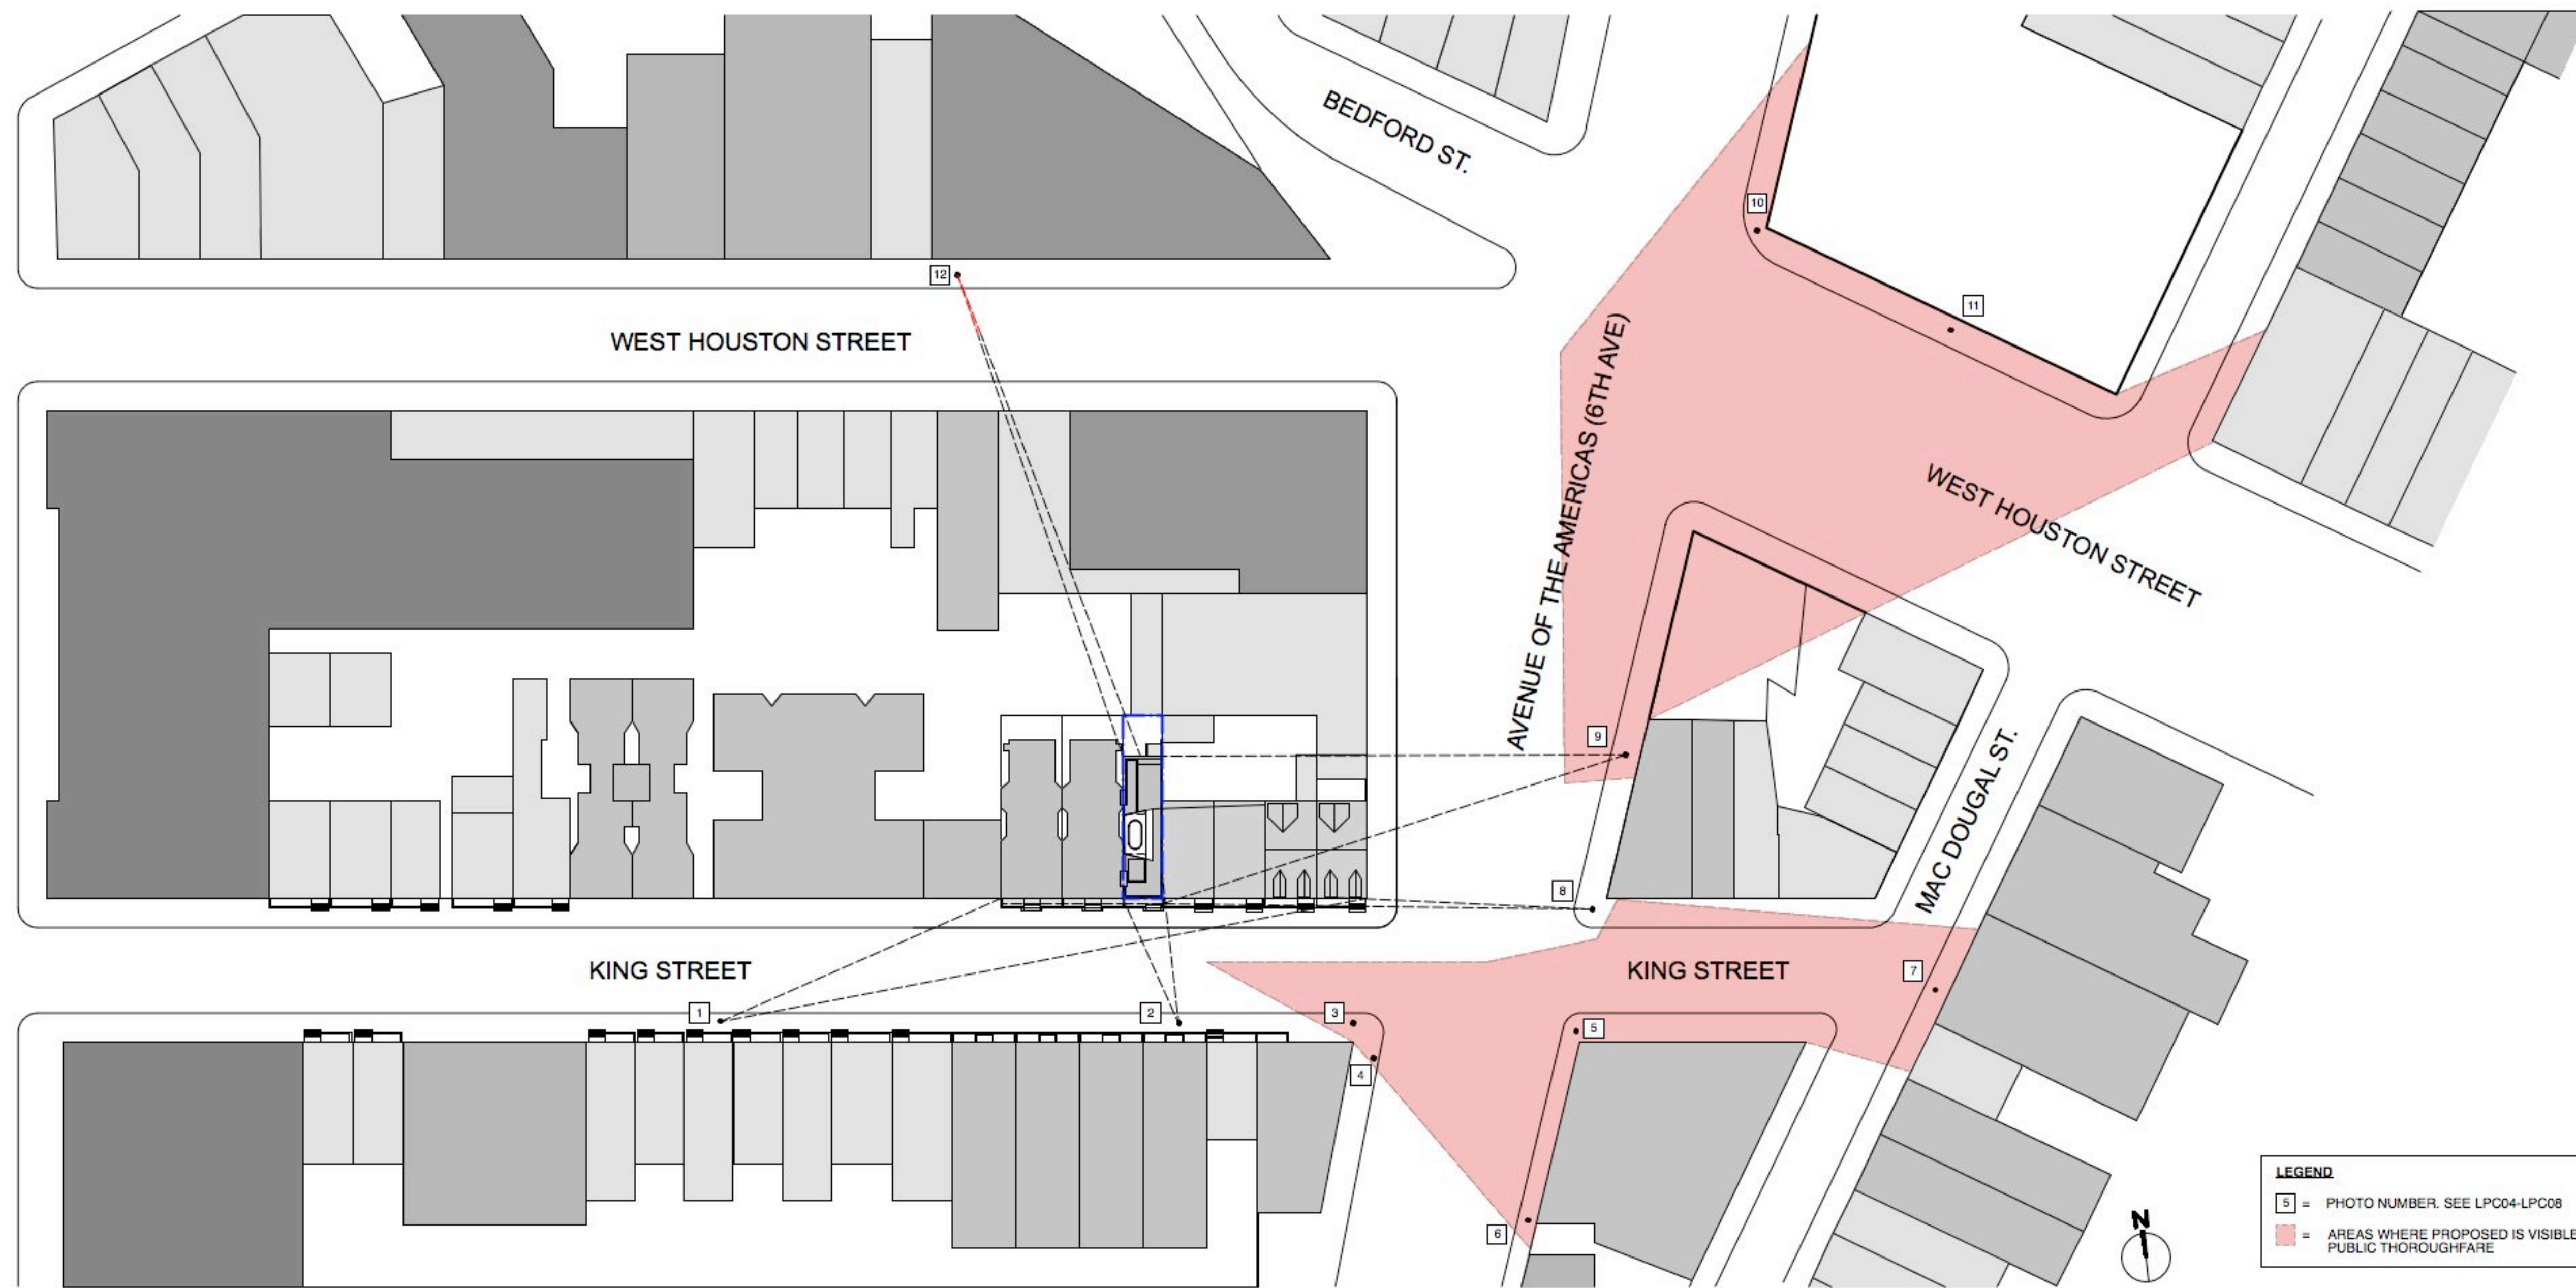 BEDFORD ST.
10
12
11
WEST HOUSTON STREET
AVENUE OF THE AMERICAS (6TH AVE)
WEST HOUSTON STREET
9
MAC DOUGAL ST.
8
KING STREET
KING STREET
7
1
2
3
5
4
6
N
LEGEND
5 = PHOTO NUMBER. SEE LPC04-LPC08
= AREAS WHERE PROPOSED IS VISIBLE
PUBLIC THOROUGHFARE